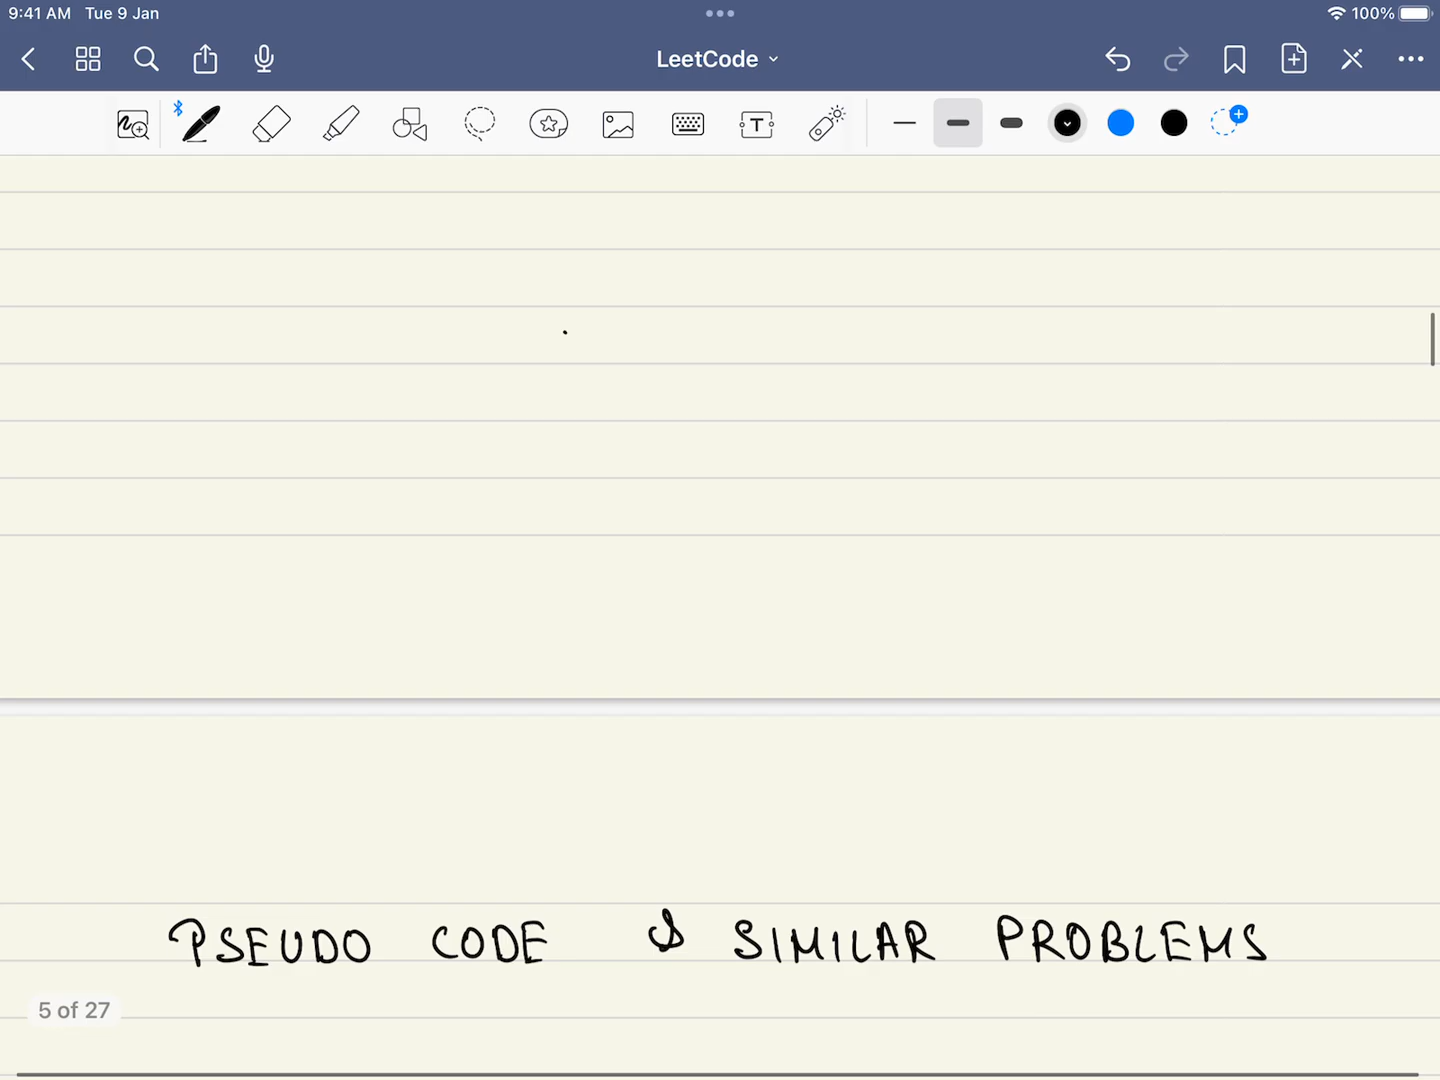 9:41 AM Tue 9 Jan
100%
LeetCode
T
PSEUDO CODE & SIMILAR PROBLEMS
5 of 27